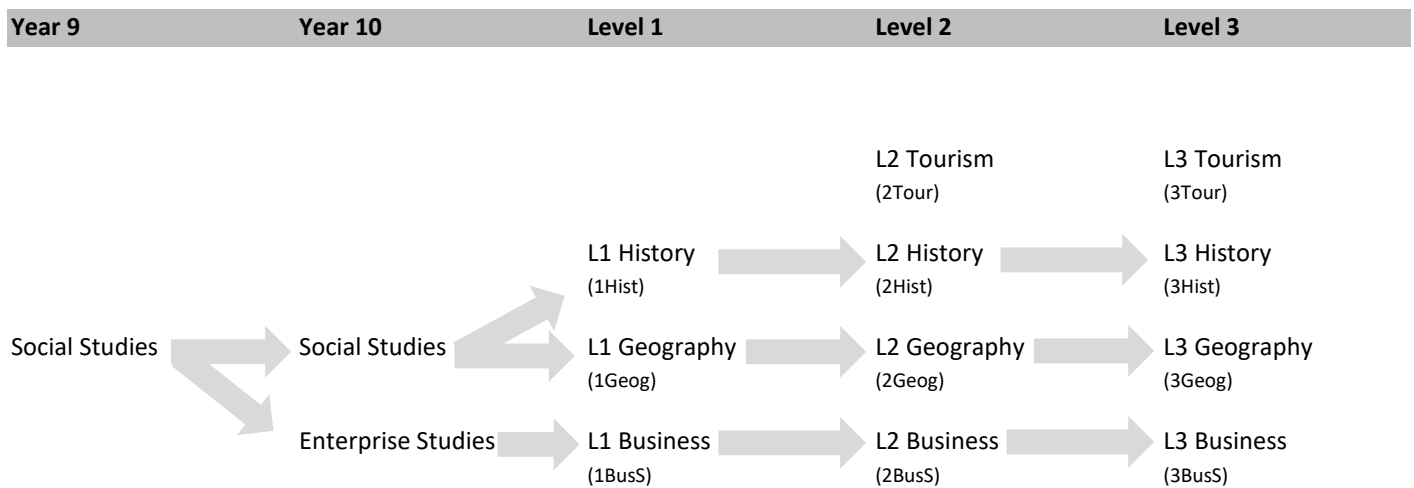 Year 9 Year 10 Level 1 Level 2 Level 3
L2 Tourism L3 Tourism
(2Tour) (3Tour)
L1 History L2 History L3 History
(1Hist) (2Hist) (3Hist)
Social Studies Social Studies L1 Geography L2 Geography L3 Geography
(1Geog) (2Geog) (3Geog)
Enterprise Studies L1 Business L2 Business L3 Business
(1BusS) (2BusS) (3BusS)